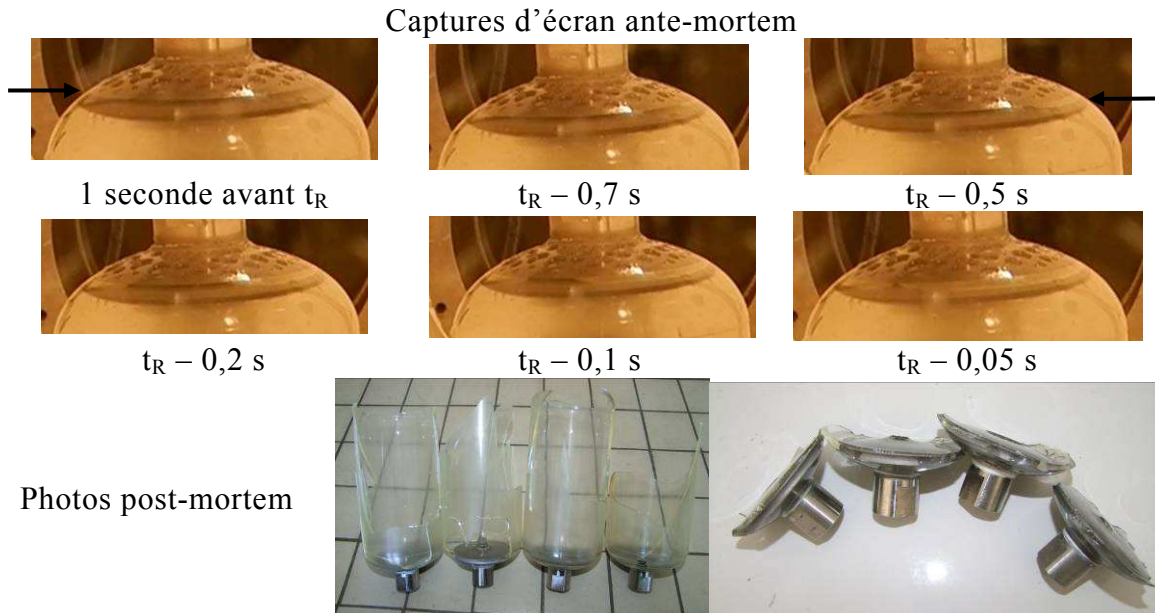 Captures d’écran ante-mortem
1 seconde avant tR
tR – 0,7 s
tR – 0,5 s
tR – 0,2 s
tR – 0,1 s
tR – 0,05 s
Photos post-mortem